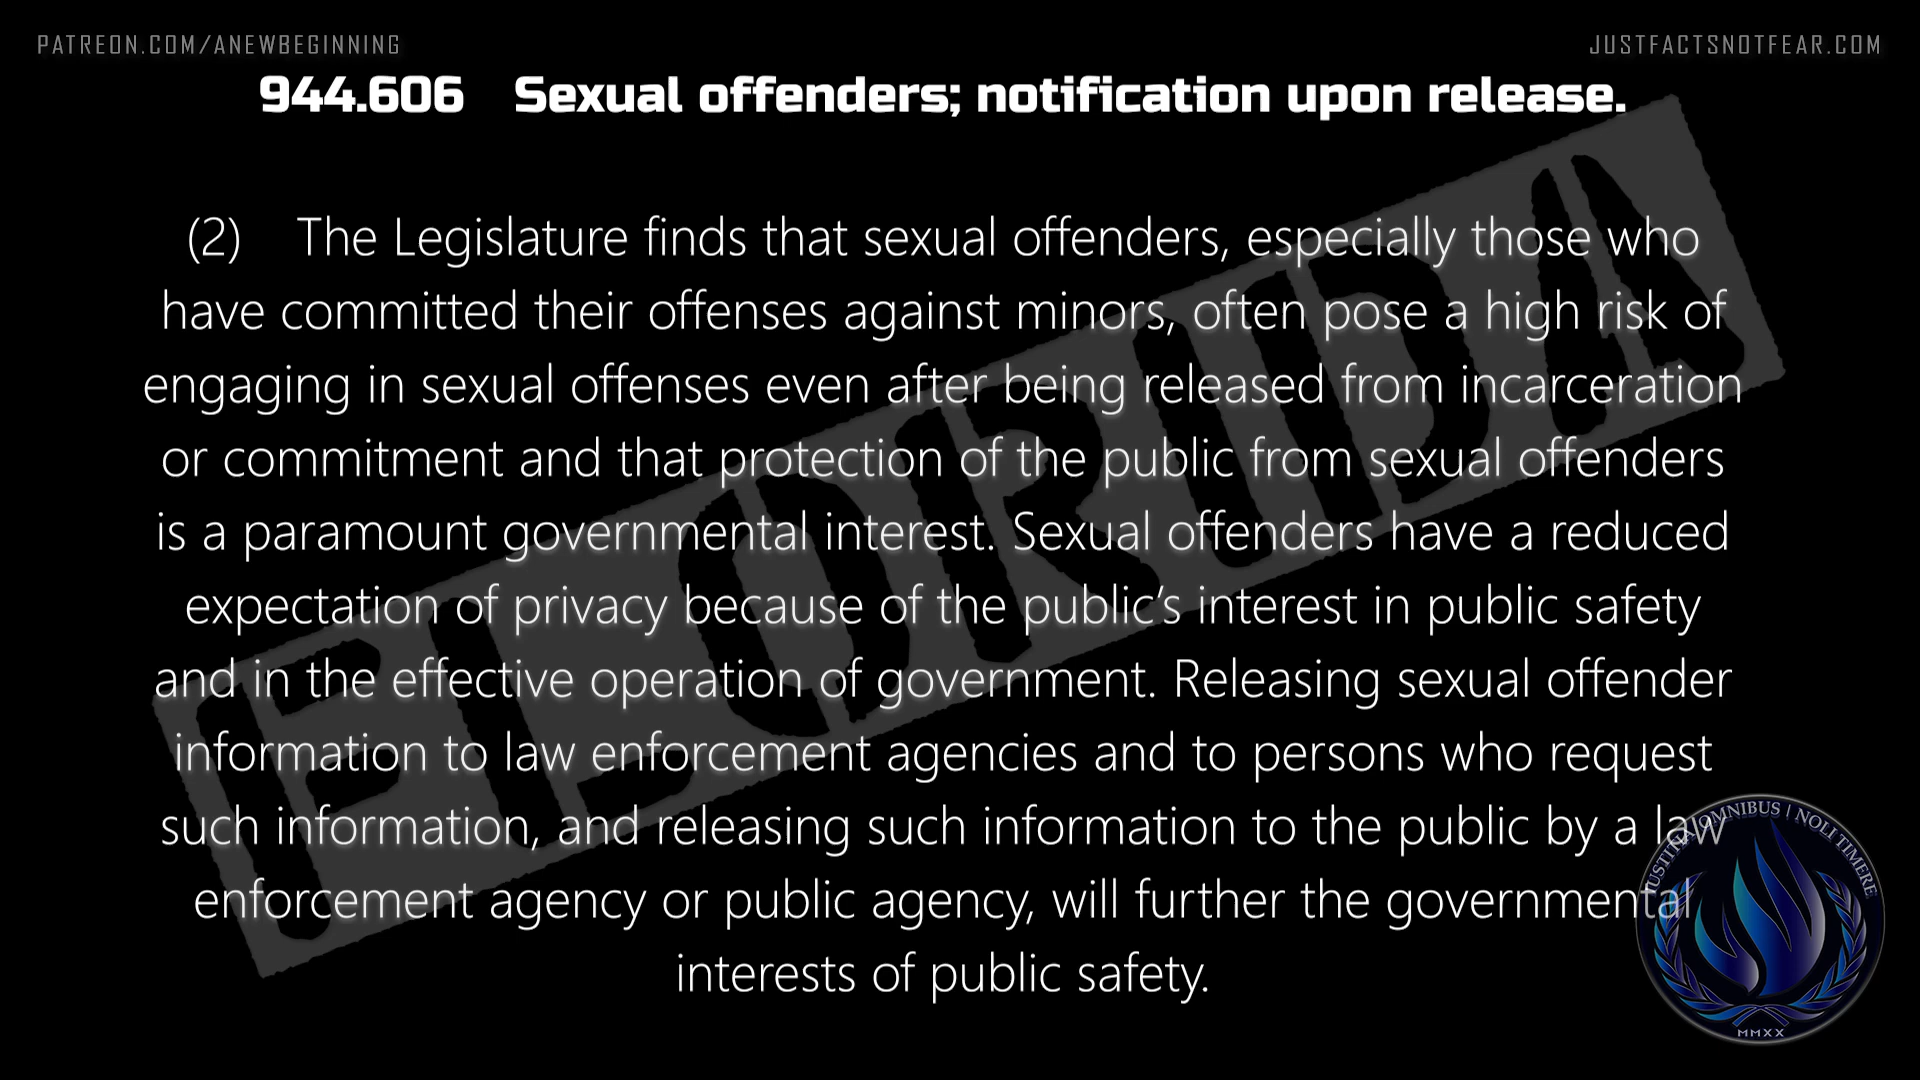 PATREON.COM/ANEWBEGINNING
JUSTFACTSNOTFEAR.COM
944.606 Sexual offenders; notification upon release.
(2) The Legislature finds that sexual offenders, especially those who
have committed their offenses against minors, often pose a high risk of
engaging in sexual offenses even after being released from incarceration
or commitment and that protection of the public from sexual offenders
is a paramount governmental interest. Sexual offenders have a reduced
expectation of privacy because of the public’s interest in public safety
and in the effective operation of government. Releasing sexual offender
information to law enforcement agencies and to persons who request
such information, and releasing such information to the public by a law
enforcement agency or public agency, will further the governmental
interests of public safety.
FLORIDA
IUSTITIA OMNIBUS | NOLI TIMERE
MMXX